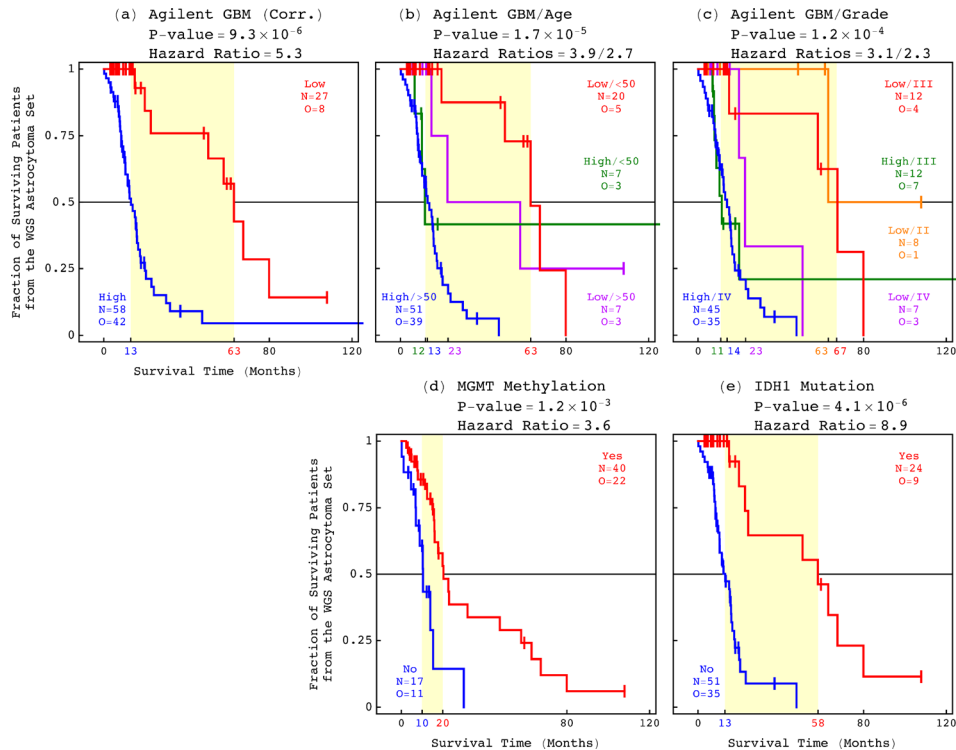 (a) Agilent GBM (Corr.)
P-value = 9.3 × 10⁻⁶
Hazard Ratio = 5.3
(b) Agilent GBM/Age
P-value = 1.7 × 10⁻⁵
Hazard Ratios = 3.9/2.7
(c) Agilent GBM/Grade
P-value = 1.2 × 10⁻⁴
Hazard Ratios = 3.1/2.3
Fraction of Surviving Patients
from the WGS Astrocytoma Set
1
0.75
0.5
0.25
0
Low
N=27
O=8
High
N=58
O=42
0
13
63
80
120
Survival Time (Months)
Low/<50
N=20
O=5
High/<50
N=7
O=3
High/>50
N=51
O=39
Low/>50
N=7
O=3
0
12
13
23
63
80
120
Low/III
N=12
O=4
High/III
N=12
O=7
Low/II
N=8
O=1
High/IV
N=45
O=35
Low/IV
N=7
O=3
0
11
14
23
63
67
80
120
(d) MGMT Methylation
P-value = 1.2 × 10⁻³
Hazard Ratio = 3.6
(e) IDH1 Mutation
P-value = 4.1 × 10⁻⁶
Hazard Ratio = 8.9
Fraction of Surviving Patients
from the WGS Astrocytoma Set
1
0.75
0.5
0.25
0
Yes
N=40
O=22
No
N=17
O=11
0
10
20
80
120
Survival Time (Months)
Yes
N=24
O=9
No
N=51
O=35
0
13
58
80
120
Survival Time (Months)